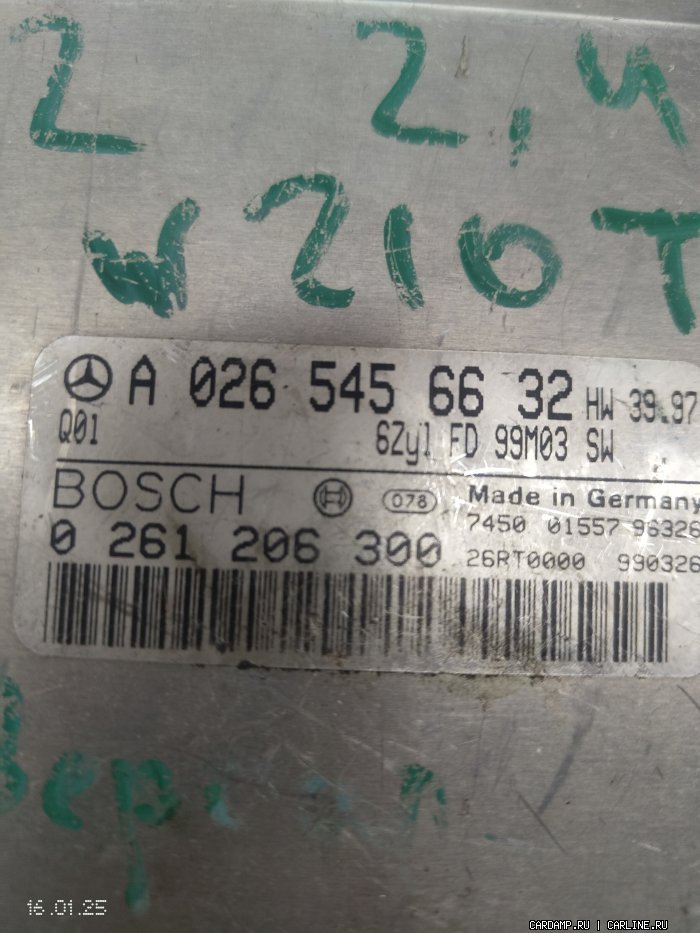 2 2,4
W210T
A 026 545 66 32 HW 39.97
Q01 6Zyl FD 99M03 SW
BOSCH 078 Made in Germany
7450 01557 96326
0 261 206 300 26RT0000 990326
16.01.25
CARDAMP.RU | CARLINE.RU